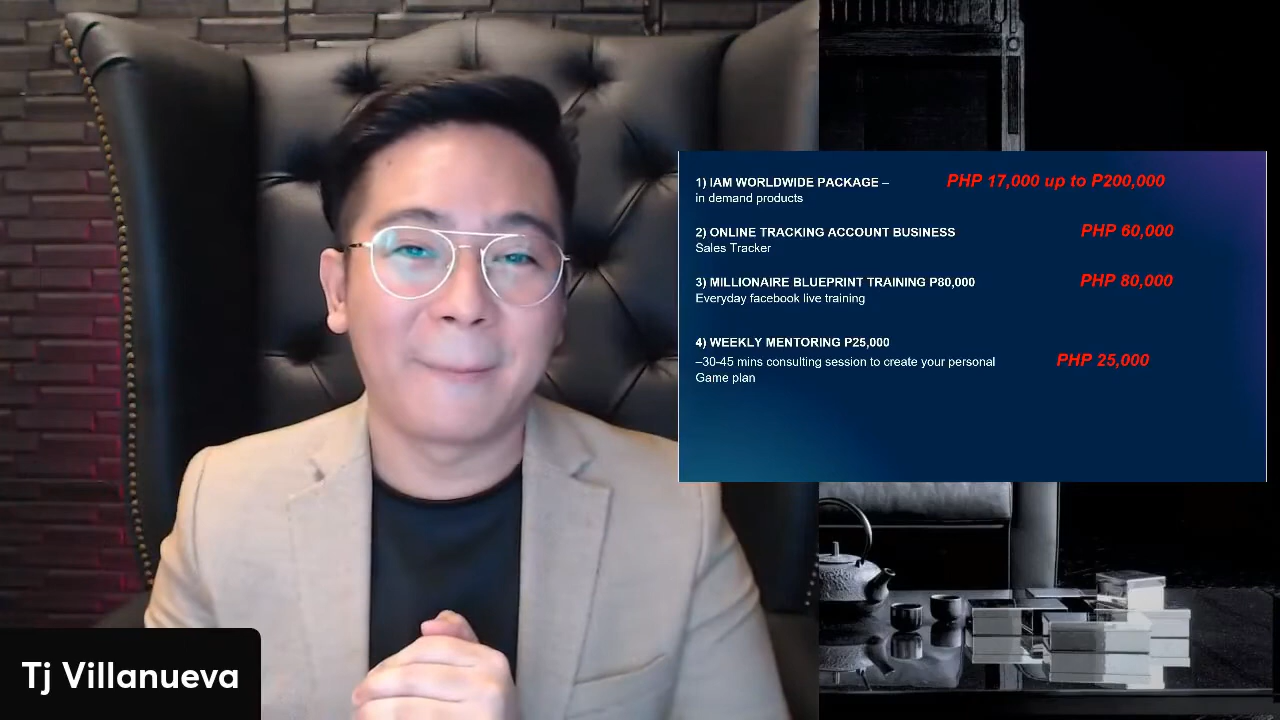 1) IAM WORLDWIDE PACKAGE – PHP 17,000 up to P200,000
in demand products
2) ONLINE TRACKING ACCOUNT BUSINESS PHP 60,000
Sales Tracker
3) MILLIONAIRE BLUEPRINT TRAINING P80,000 PHP 80,000
Everyday facebook live training
4) WEEKLY MENTORING P25,000
–30-45 mins consulting session to create your personal PHP 25,000
Game plan
Tj Villanueva